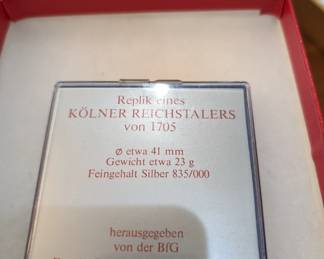 Replik eines
KÖLNER REICHSTALERS
von 1705
ø etwa 41 mm
Gewicht etwa 23 g
Feingehalt Silber 835/000
herausgegeben
von der BfG